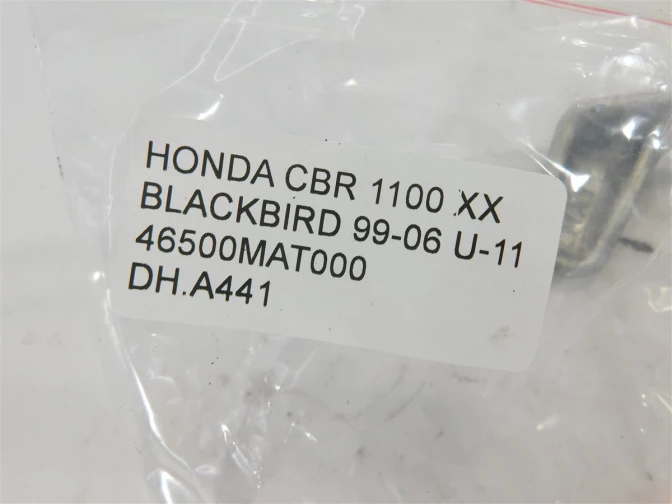 HONDA CBR 1100 XX
BLACKBIRD 99-06 U-11
46500MAT000
DH.A441